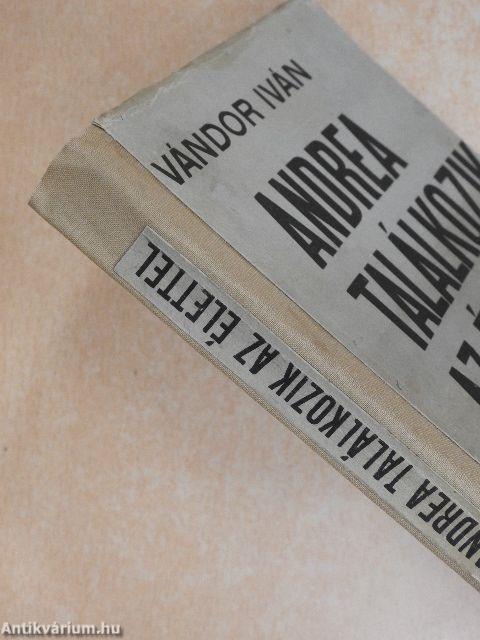 VÁNDOR IVÁN
ANDREA
TALÁLKOZIK
ANDREA TALÁLKOZIK AZ ÉLETTEL
Antikvárium.hu